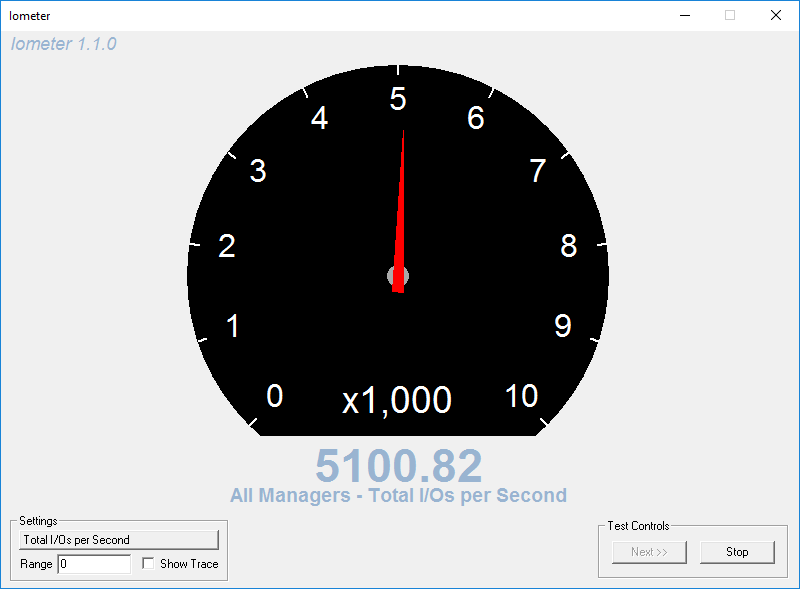 Iometer
Iometer 1.1.0
5
4
6
3
7
2
8
1
9
0
x1,000
10
5100.82
All Managers - Total I/Os per Second
Settings
Total I/Os per Second
Range 0
Show Trace
Test Controls
Next >>
Stop